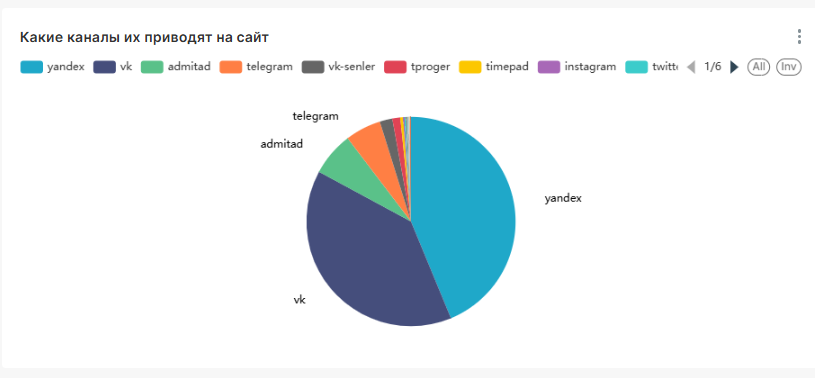 Какие каналы их приводят на сайт
yandex vk admitad telegram vk-senler tproger timepad instagram 1/6 All Inv
telegram
admitad
yandex
vk